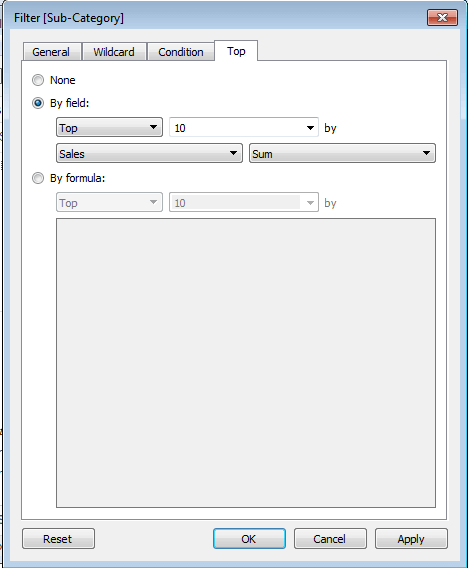 Filter [Sub-Category]
General Wildcard Condition Top
None
By field:
Top 10 by
Sales Sum
By formula:
Top 10 by
Reset OK Cancel Apply